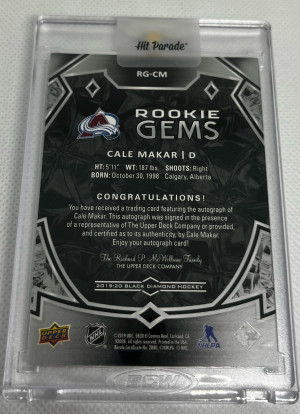 Hit Parade
RG-CM
ROOKIE
GEMS
CALE MAKAR | D
HT: 5'11" WT: 187 lbs. SHOOTS: Right
BORN: October 30, 1998 Calgary, Alberta
CONGRATULATIONS!
You have received a trading card featuring the autograph of
Cale Makar. This autograph was signed in the presence
of a representative of The Upper Deck Company or provided,
and certified as to its authenticity, by Cale Makar.
Enjoy your autograph card!
The Richard P. McWilliam Family
THE UPPER DECK COMPANY
2019-20 BLACK DIAMOND HOCKEY
UPPER DECK
NHL
NHLPA